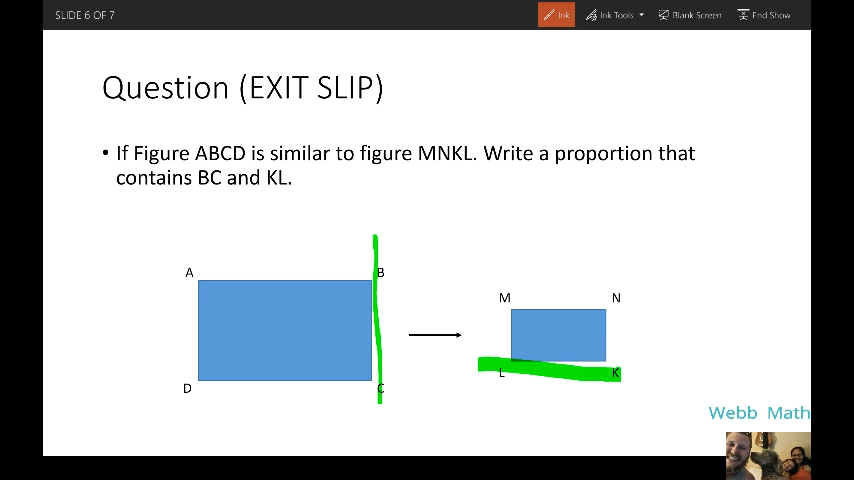 SLIDE 6 OF 7
Ink
Ink Tools
Blank Screen
End Show
Question (EXIT SLIP)
• If Figure ABCD is similar to figure MNKL. Write a proportion that
contains BC and KL.
A
B
M
N
L
K
D
C
Webb Math